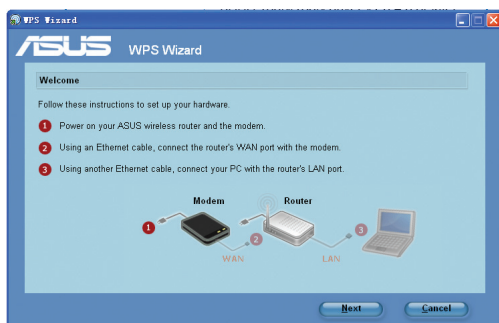 WPS Wizard
ASUS WPS Wizard
Welcome
Follow these instructions to set up your hardware.
1 Power on your ASUS wireless router and the modem.
2 Using an Ethernet cable, connect the router's WAN port with the modem.
3 Using another Ethernet cable, connect your PC with the router's LAN port.
Modem Router
1 2 3
WAN LAN
Next Cancel